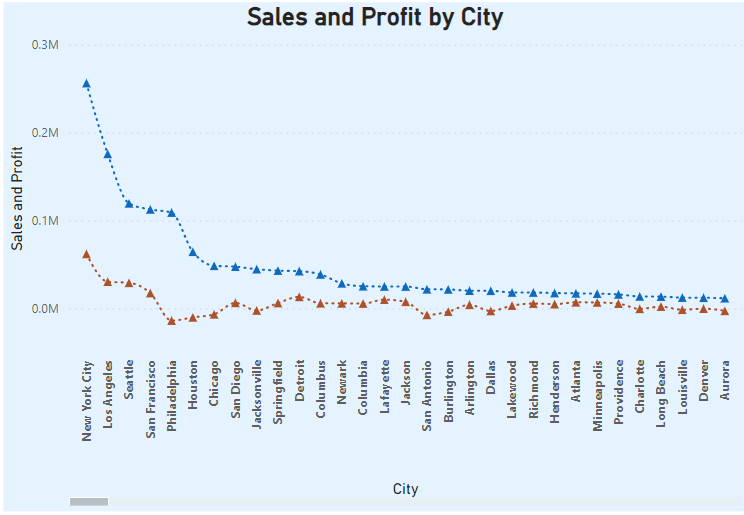 Sales and Profit by City
0.3M
0.2M
0.1M
0.0M
Sales and Profit
New York City
Los Angeles
Seattle
San Francisco
Philadelphia
Houston
Chicago
San Diego
Jacksonville
Springfield
Detroit
Columbus
Newark
Columbia
Lafayette
Jackson
San Antonio
Burlington
Arlington
Dallas
Lakewood
Richmond
Henderson
Atlanta
Minneapolis
Providence
Charlotte
Long Beach
Louisville
Denver
Aurora
City